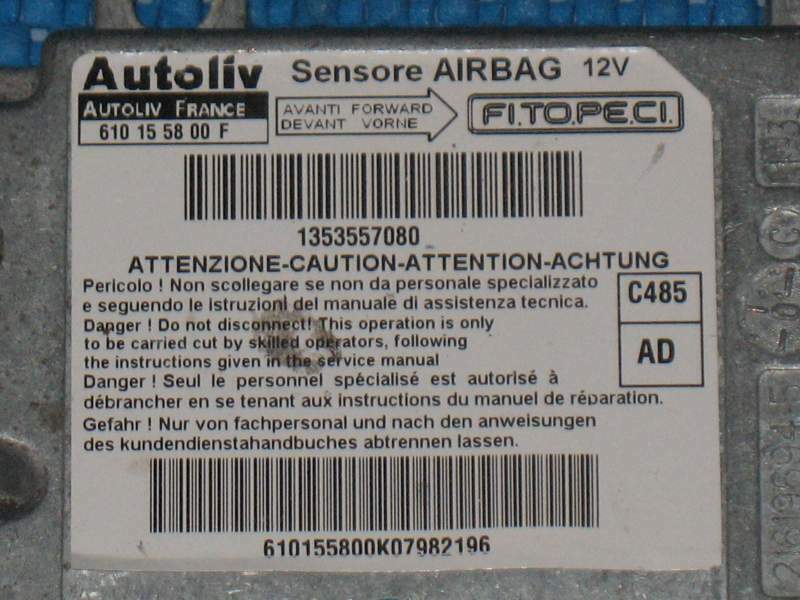 Autoliv Sensore AIRBAG 12V
AUTOLIV FRANCE
610 15 58 00 F
AVANTI FORWARD
DEVANT VORNE
FI.TO.PE.CI.
1353557080
ATTENZIONE-CAUTION-ATTENTION-ACHTUNG
Pericolo ! Non scollegare se non da personale specializzato
e seguendo le istruzioni del manuale di assistenza tecnica.
Danger ! Do not disconnect! This operation is only
to be carried cut by skilled operators, following
the instructions given in the service manual
Danger ! Seul le personnel spécialisé est autorisé à
débrancher en se tenant aux instructions du manuel de réparation.
Gefahr ! Nur von fachpersonal und nach den anweisungen
des kundendienstahandbuches abtrennen lassen.
C485
AD
610155800K07982196